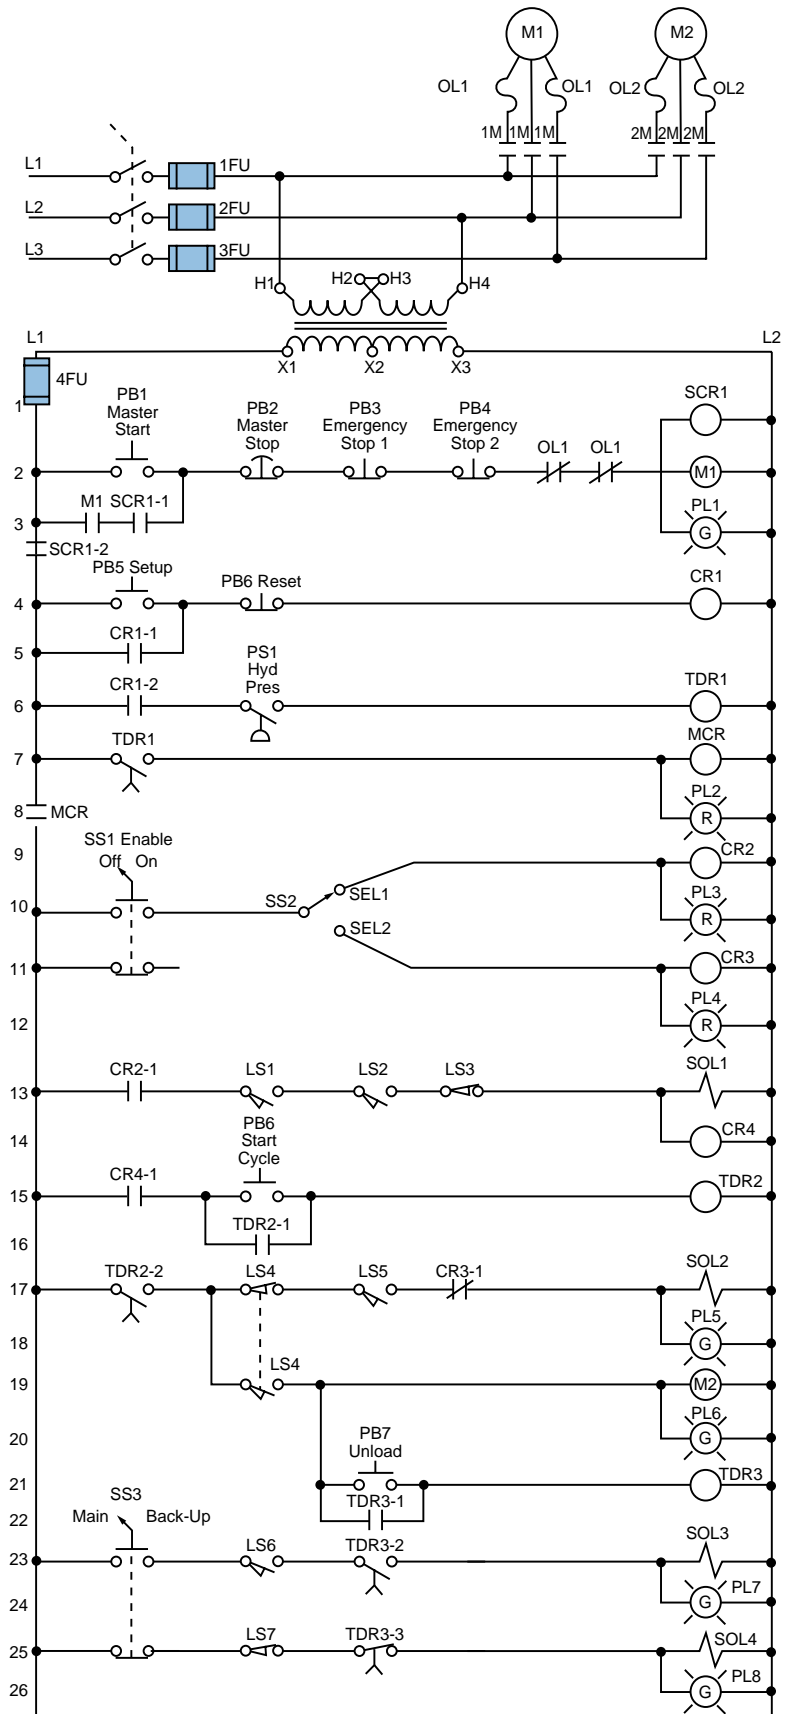 M1
M2
OL1
OL1
OL2
OL2
1M
1M
1M
2M
2M
2M
L1
1FU
L2
2FU
L3
3FU
H1
H2
H3
H4
L1
L2
X1
X2
X3
4FU
1
PB1
Master
Start
PB2
Master
Stop
PB3
Emergency
Stop 1
PB4
Emergency
Stop 2
OL1
OL1
SCR1
2
M1
3
M1
SCR1-1
PL1
G
SCR1-2
PB5 Setup
PB6 Reset
CR1
4
5
CR1-1
PS1
Hyd
Pres
6
CR1-2
TDR1
7
TDR1
MCR
8
MCR
PL2
R
9
SS1 Enable
Off On
CR2
10
SS2
SEL1
SEL2
PL3
R
11
CR3
12
PL4
R
13
CR2-1
LS1
LS2
LS3
SOL1
14
PB6
Start
Cycle
CR4
15
CR4-1
TDR2
16
TDR2-1
17
TDR2-2
LS4
LS5
CR3-1
SOL2
18
PL5
G
19
LS4
M2
20
PL6
G
PB7
Unload
21
TDR3
22
TDR3-1
SS3
Main Back-Up
23
LS6
TDR3-2
SOL3
24
PL7
G
25
LS7
TDR3-3
SOL4
26
PL8
G